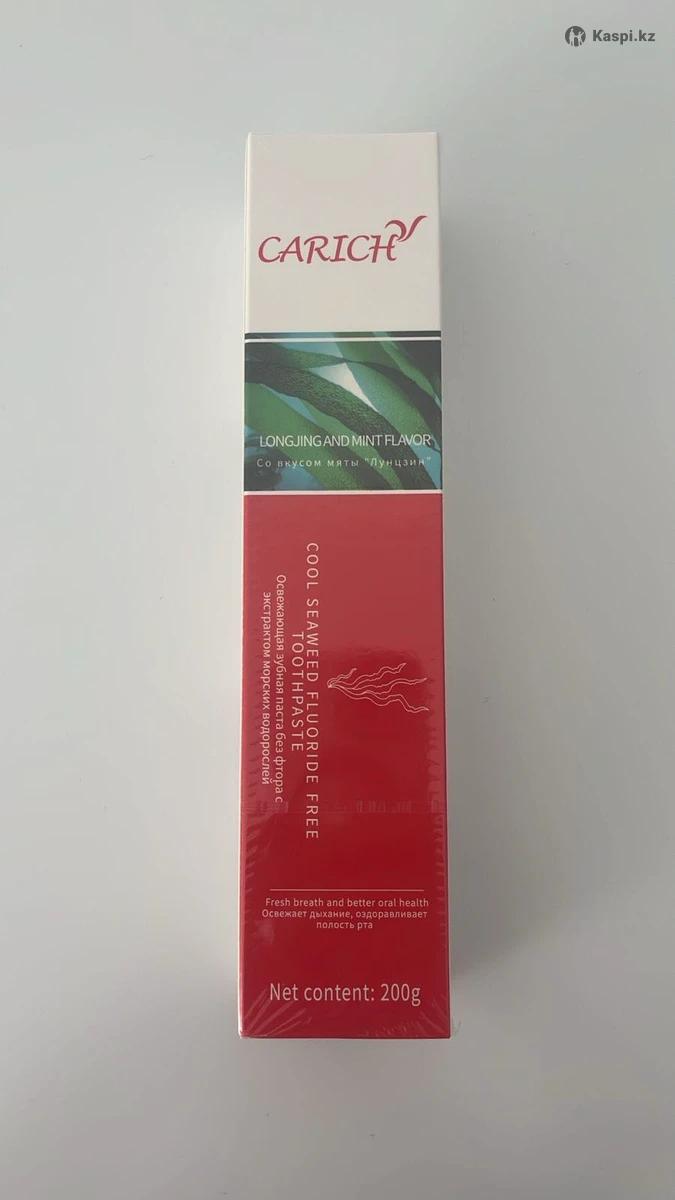 Kaspi.kz
CARICH
LONGJING AND MINT FLAVOR
Со вкусом мяты "Лунцзин"
COOL SEAWEED FLUORIDE FREE
TOOTHPASTE
Освежающая зубная паста без фтора с
экстрактом морских водорослей
Fresh breath and better oral health
Освежает дыхание, оздоравливает
полость рта
Net content: 200g